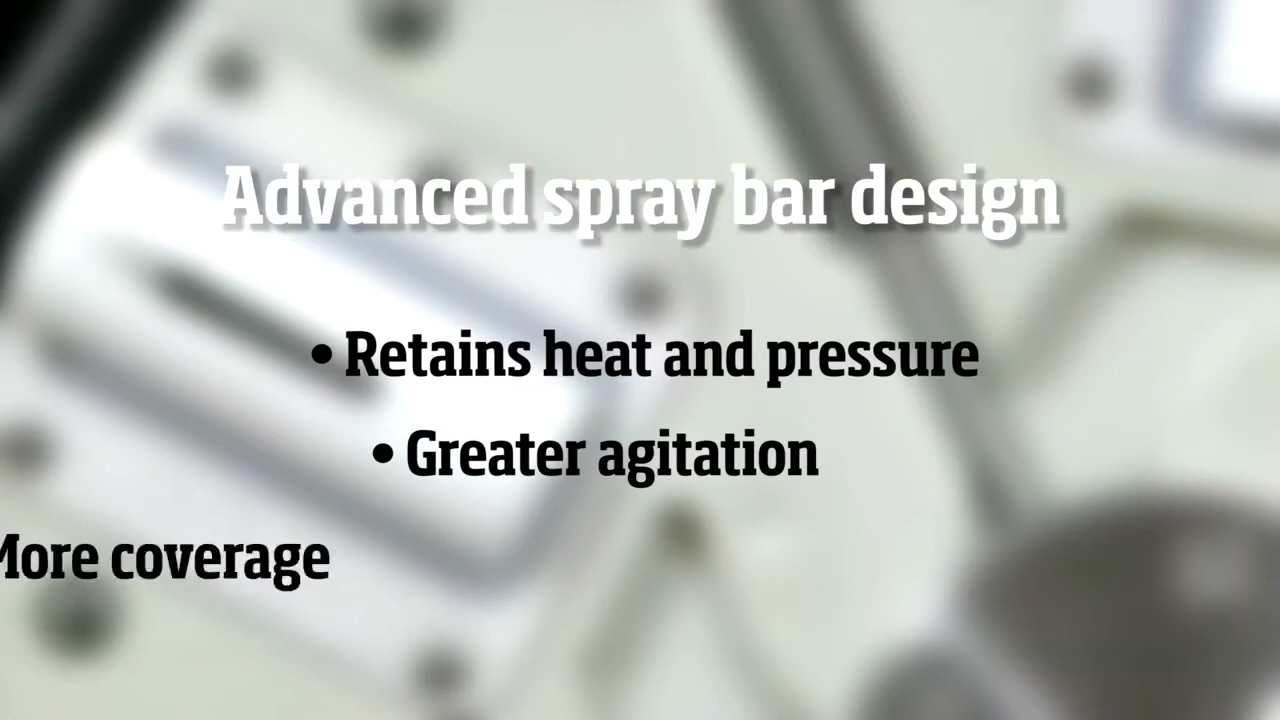 Advanced spray bar design
• Retains heat and pressure
• Greater agitation
More coverage